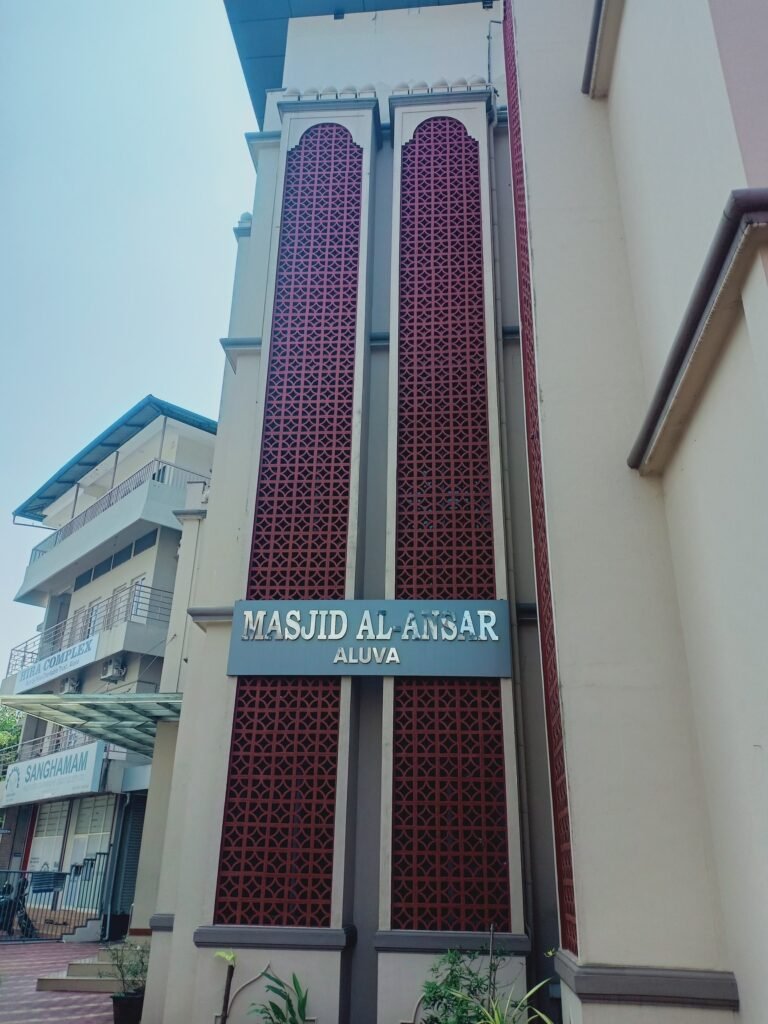 MASJID AL-ANSAR
ALUVA
HIRA COMPLEX
SANGHAMAM